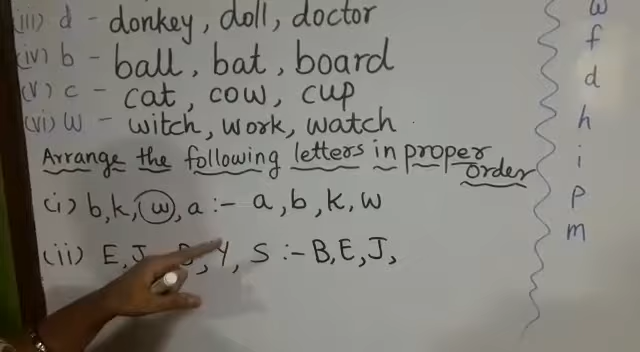 (iii) d - donkey, doll, doctor
(iv) b - ball, bat, board
(v) c - cat, cow, cup
(vi) W - witch, work, watch
Arrange the following letters in proper order
(i) b, k, w, a :- a, b, k, w
(ii) E, J, Y, S :- B, E, J,
w
f
d
h
i
p
m